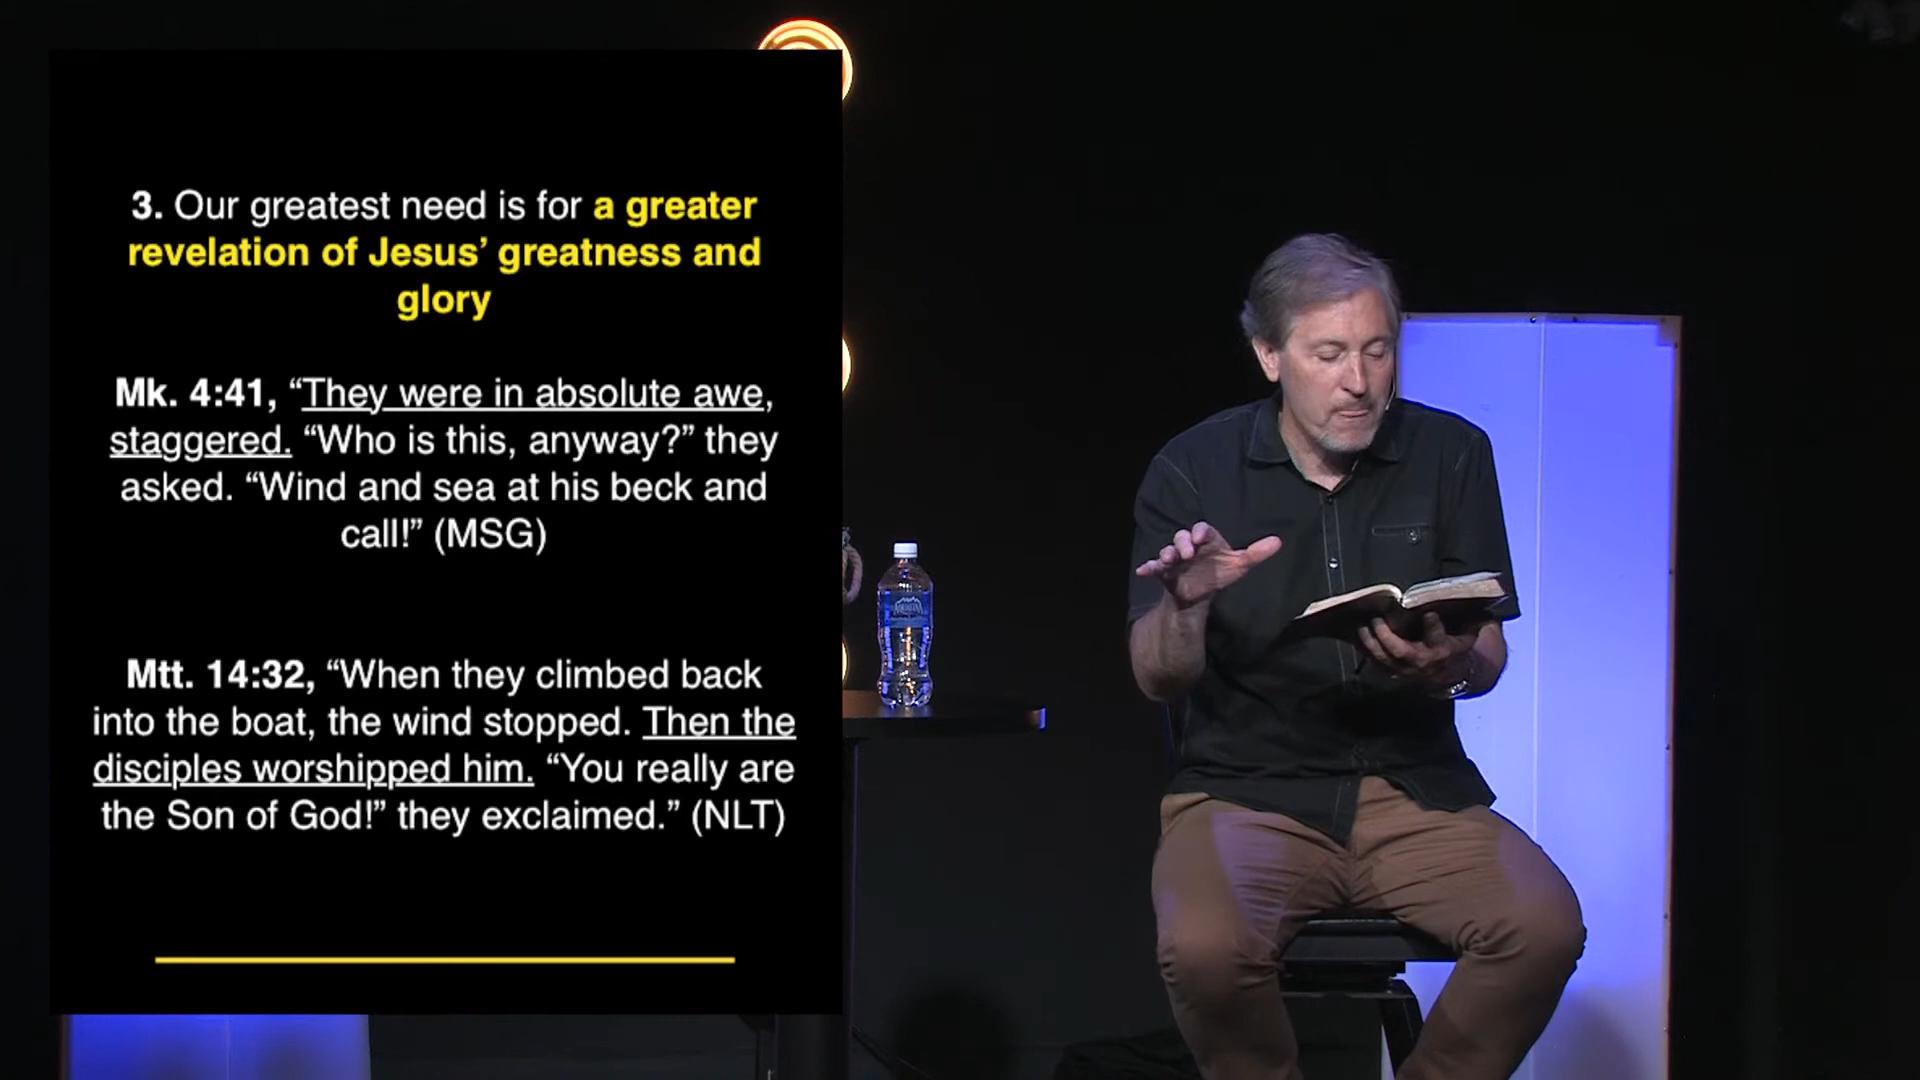 3. Our greatest need is for a greater
revelation of Jesus’ greatness and
glory
Mk. 4:41, “They were in absolute awe,
staggered. “Who is this, anyway?” they
asked. “Wind and sea at his beck and
call!” (MSG)
Mtt. 14:32, “When they climbed back
into the boat, the wind stopped. Then the
disciples worshipped him. “You really are
the Son of God!” they exclaimed.” (NLT)